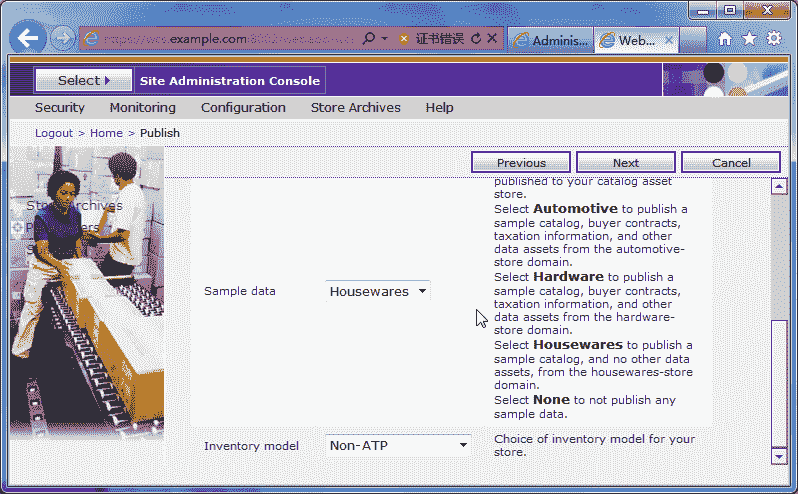 example.com
证书错误
Adminis...
Web...
Select
Site Administration Console
Security Monitoring Configuration Store Archives Help
Logout > Home > Publish
Previous Next Cancel
Store Archives
published to your catalog asset
store.
Select Automotive to publish a
sample catalog, buyer contracts,
taxation information, and other
data assets from the automotive-
store domain.
Select Hardware to publish a
sample catalog, buyer contracts,
taxation information, and other
data assets from the hardware-
store domain.
Sample data Housewares
Select Housewares to publish a
sample catalog, and no other data
assets, from the housewares-store
domain.
Select None to not publish any
sample data.
Inventory model Non-ATP
Choice of inventory model for your
store.